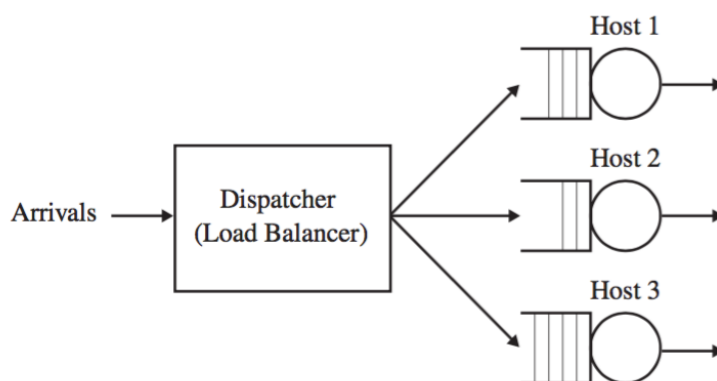 Host 1
Host 2
Arrivals
Dispatcher
(Load Balancer)
Host 3